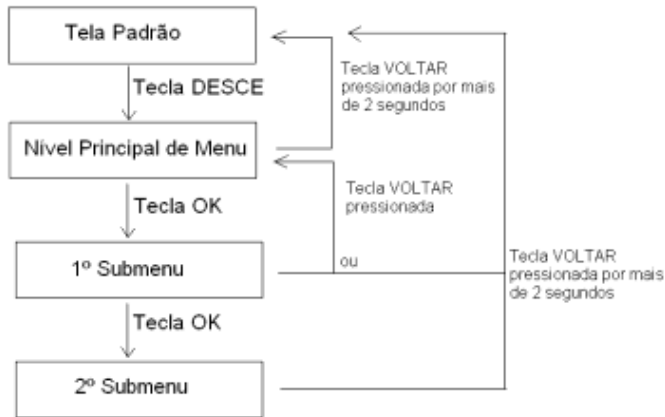 Tela Padrão
Tecla VOLTAR
pressionada por mais
de 2 segundos
Tecla DESCE
Nível Principal de Menu
Tecla VOLTAR
pressionada
Tecla OK
1º Submenu
ou
Tecla VOLTAR
pressionada por mais
de 2 segundos
Tecla OK
2º Submenu